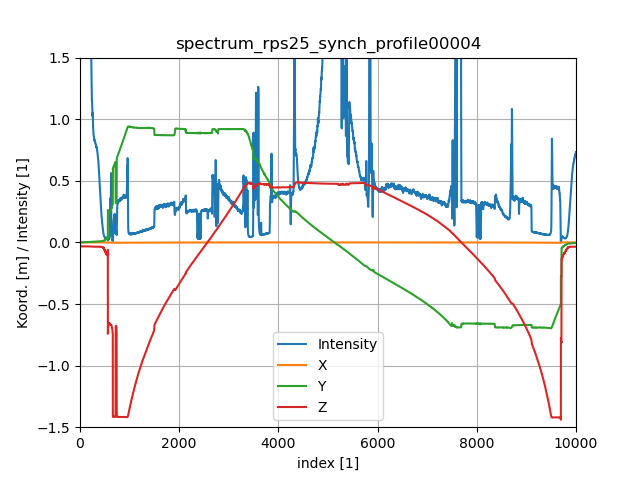 spectrum_rps25_synch_profile00004
Koord. [m] / Intensity [1]
1.5
1.0
0.5
0.0
−0.5
−1.0
−1.5
Intensity
X
Y
Z
0 2000 4000 6000 8000 10000
index [1]